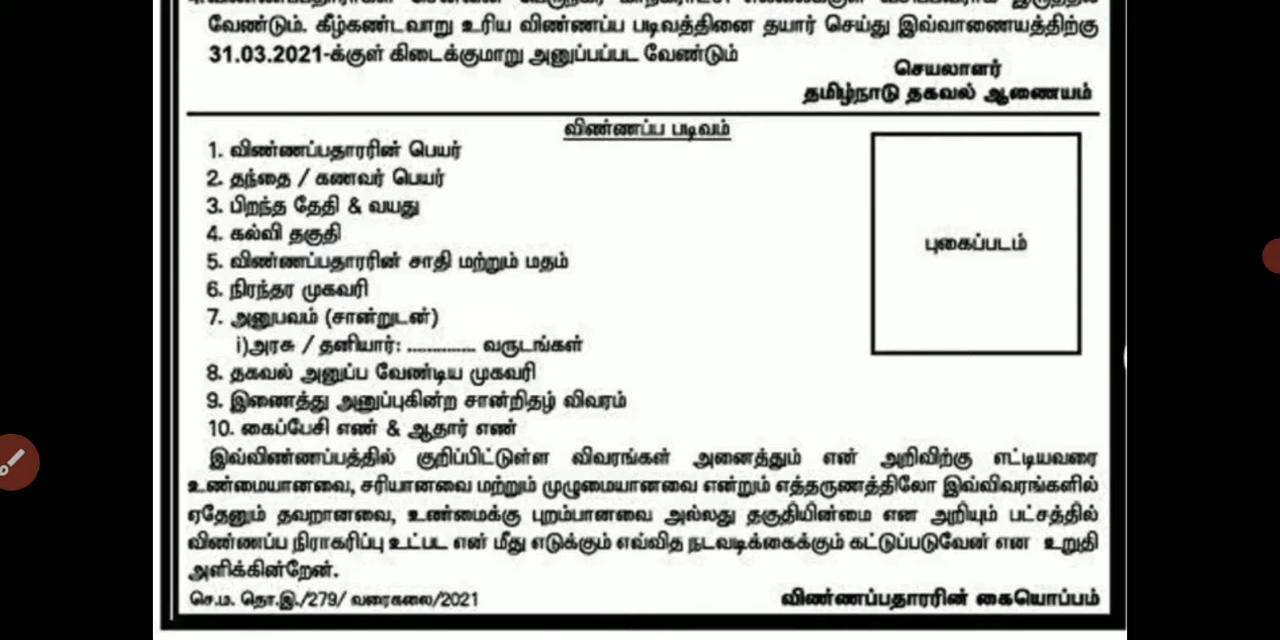 வேண்டும். கீழ்கண்டவாறு உரிய விண்ணப்ப படிவத்தினை தயார் செய்து இவ்வாணையத்திற்கு
31.03.2021-க்குள் கிடைக்குமாறு அனுப்பப்பட வேண்டும்
செயலாளர்
தமிழ்நாடு தகவல் ஆணையம்
விண்ணப்ப படிவம்
1. விண்ணப்பதாரரின் பெயர்
2. தந்தை / கணவர் பெயர்
3. பிறந்த தேதி & வயது
4. கல்வி தகுதி
5. விண்ணப்பதாரரின் சாதி மற்றும் மதம்
6. நிரந்தர முகவரி
7. அனுபவம் (சான்றுடன்)
i)அரசு / தனியார்: ............. வருடங்கள்
8. தகவல் அனுப்ப வேண்டிய முகவரி
9. இணைத்து அனுப்புகின்ற சான்றிதழ் விவரம்
10. கைப்பேசி எண் & ஆதார் எண்
புகைப்படம்
இவ்விண்ணப்பத்தில் குறிப்பிட்டுள்ள விவரங்கள் அனைத்தும் என் அறிவிற்கு எட்டியவரை
உண்மையானவை, சரியானவை மற்றும் முழுமையானவை என்றும் எத்தருணத்திலோ இவ்விவரங்களில்
ஏதேனும் தவறானவை, உண்மைக்கு புறம்பானவை அல்லது தகுதியின்மை என அறியும் பட்சத்தில்
விண்ணப்ப நிராகரிப்பு உட்பட என் மீது எடுக்கும் எவ்வித நடவடிக்கைக்கும் கட்டுப்படுவேன் என உறுதி
அளிக்கின்றேன்.
செ.ம. தொ.இ./279/ வரைகலை/2021
விண்ணப்பதாரரின் கையொப்பம்